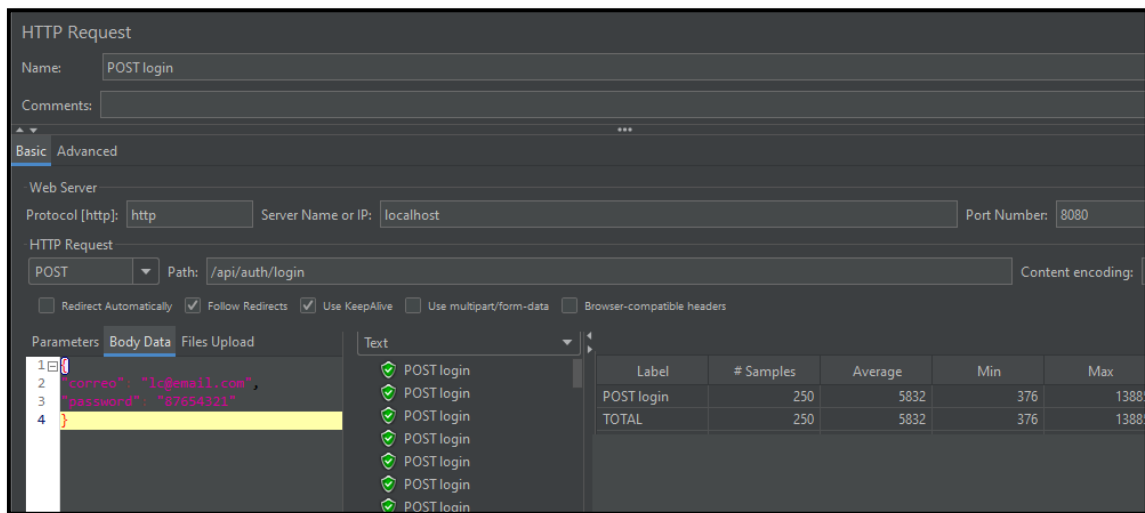 HTTP Request
Name: POST login
Comments:
Basic Advanced
Web Server
Protocol [http]: http Server Name or IP: localhost Port Number: 8080
HTTP Request
POST Path: /api/auth/login Content encoding:
Redirect Automatically Follow Redirects Use KeepAlive Use multipart/form-data Browser-compatible headers
Parameters Body Data Files Upload
1 {
2 "correo": "lc@email.com",
3 "password": "87654321"
4 }
Text
POST login
POST login
POST login
POST login
POST login
POST login
POST login
Label # Samples Average Min Max
POST login 250 5832 376 1388
TOTAL 250 5832 376 1388